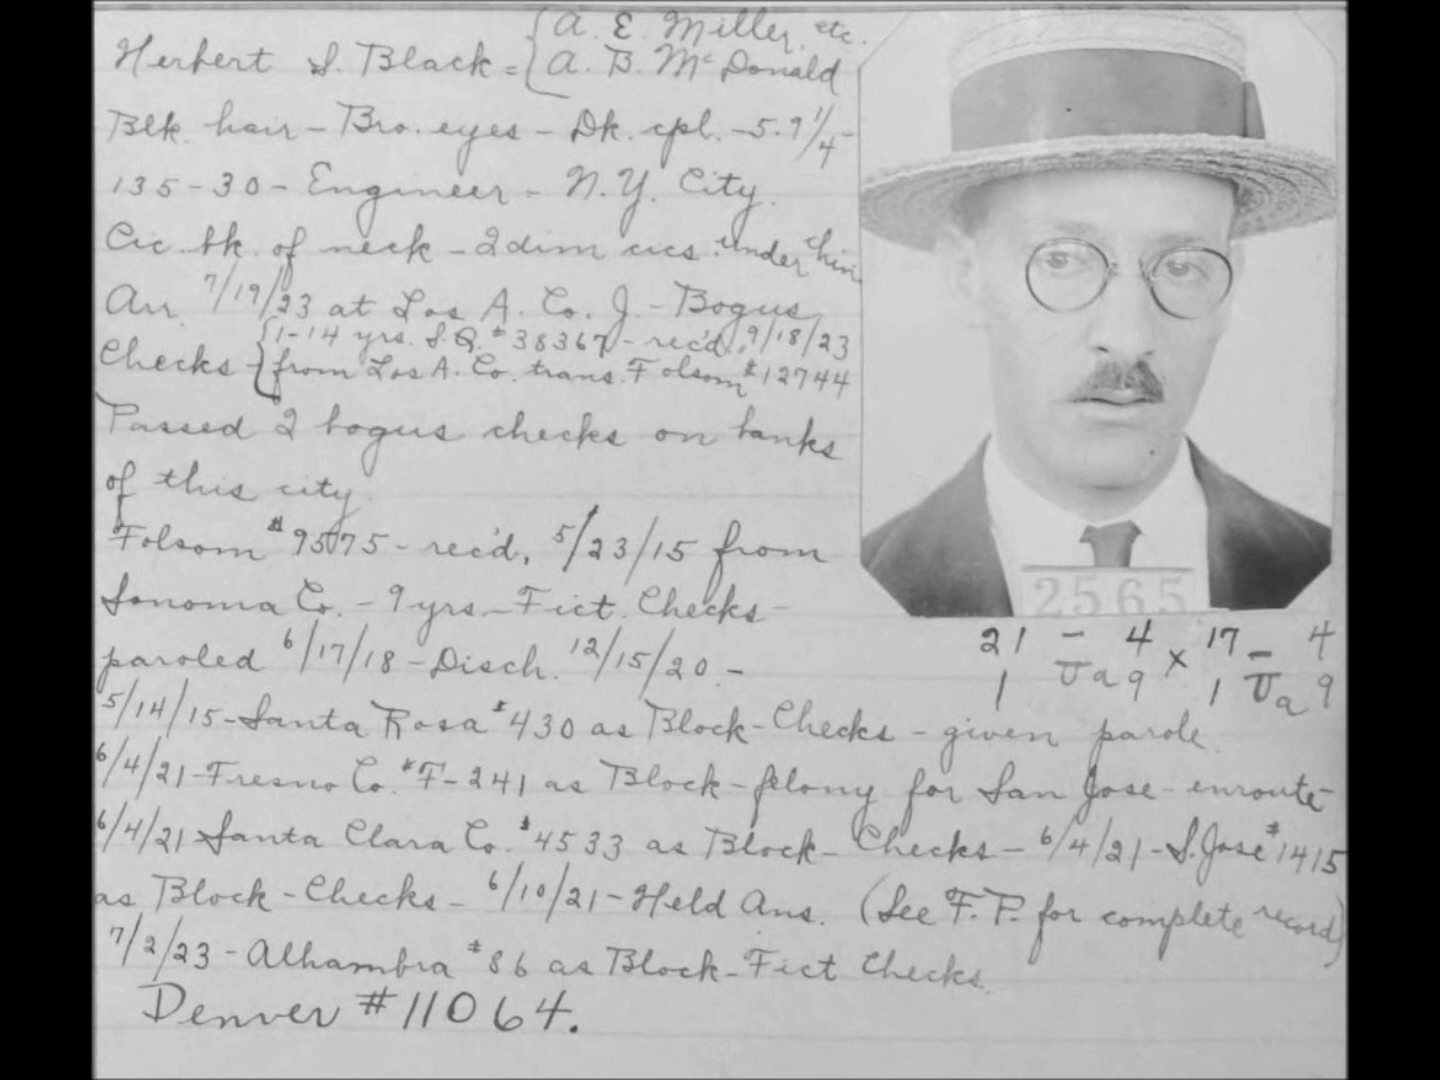 Herbert S. Black = { A. E. Miller, etc.
A. B. McDonald
Blk. hair - Bro. eyes - Dk. cpl. - 5.9 1/4 -
135 - 30 - Engineer - N.Y. City.
Cic. bk. of neck - 2 dim cics. under chin
Arr. 7/19/23 at Los A. Co. J. - Bogus
Checks { 1-14 yrs. S.Q. #38367 - rec'd. 9/18/23
from Los A. Co. trans. Folsom #12744
Passed 2 bogus checks on banks
of this city.
Folsom #9575 - rec'd. 5/23/15 from
Sonoma Co. - 9 yrs - Fict. Checks -
paroled 6/17/18 - Disch. 12/15/20 -
2565
21 - 4 x 17 - 4
1 Ua 9 1 Ua 9
5/14/15 - Santa Rosa #430 as Block - Checks - given parole.
6/4/21 - Fresno Co. #F-241 as Block - felony for San Jose - enroute -
6/4/21 Santa Clara Co. #4533 as Block - Checks - 6/4/21 - S. Jose #1415
as Block - Checks - 6/10/21 - Held Ans. (See F.P. for complete record)
7/2/23 - Alhambra #86 as Block - Fict Checks.
Denver #11064.